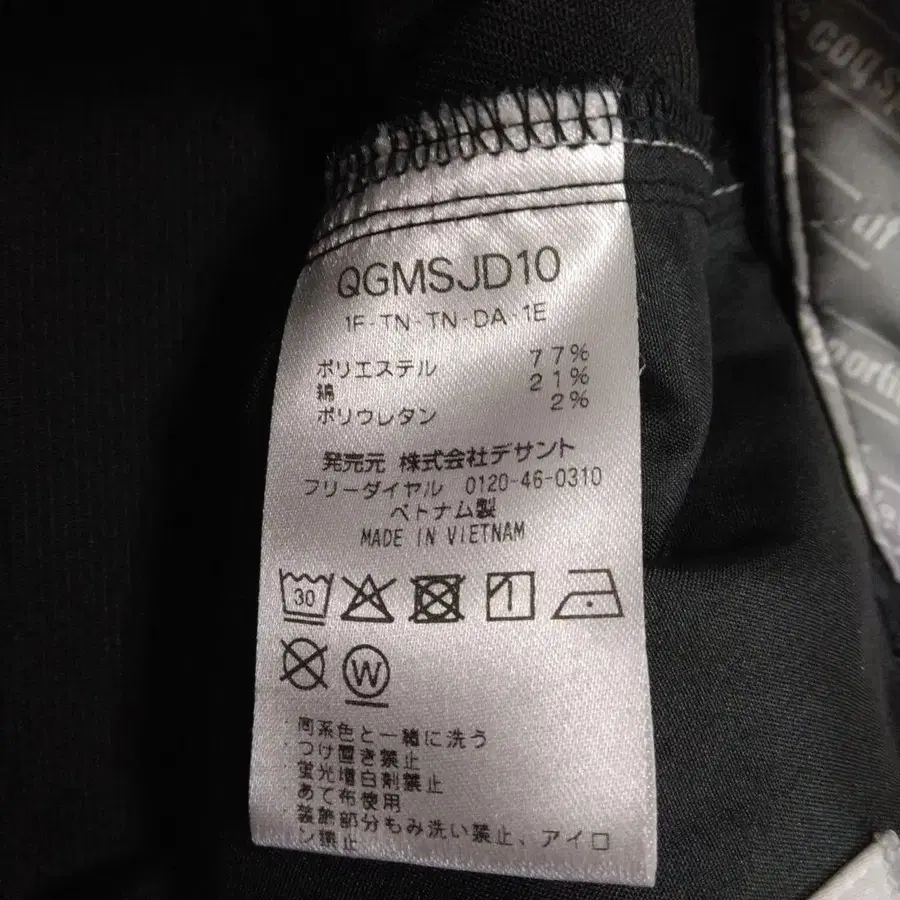 QGMSJD10
1F-TN-TN-DA-1E
ポリエステル 77%
綿 21%
ポリウレタン 2%
発売元 株式会社デサント
フリーダイヤル 0120-46-0310
ベトナム製
MADE IN VIETNAM
30
W
・同系色と一緒に洗う
・つけ置き禁止
・蛍光増白剤禁止
・あて布使用
・装飾部分もみ洗い禁止、アイロ
ン禁止
coq sp